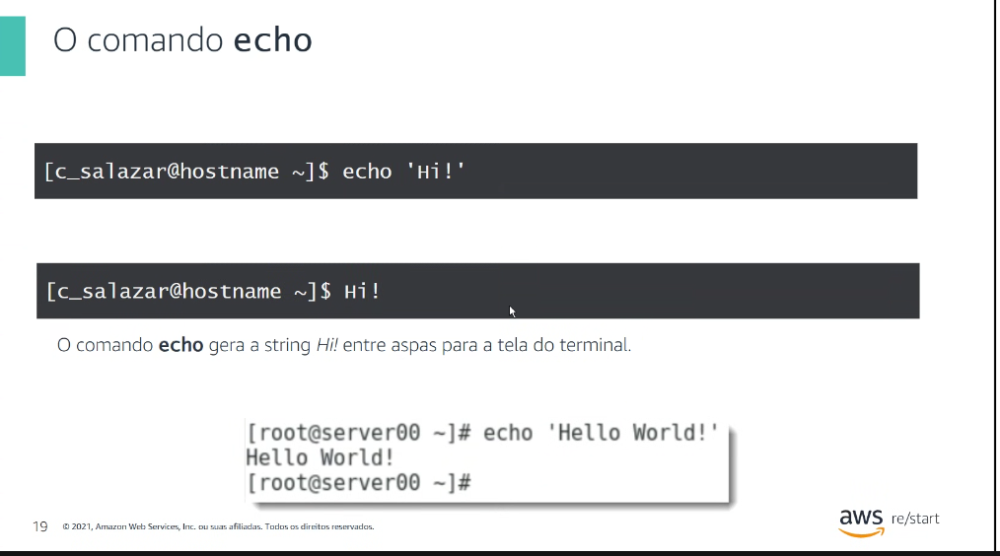 O comando echo
[c_salazar@hostname ~]$ echo 'Hi!'
[c_salazar@hostname ~]$ Hi!
O comando echo gera a string Hi! entre aspas para a tela do terminal.
[root@server00 ~]# echo 'Hello World!'
Hello World!
[root@server00 ~]#
19 © 2021, Amazon Web Services, Inc. ou suas afiliadas. Todos os direitos reservados.
aws re/start